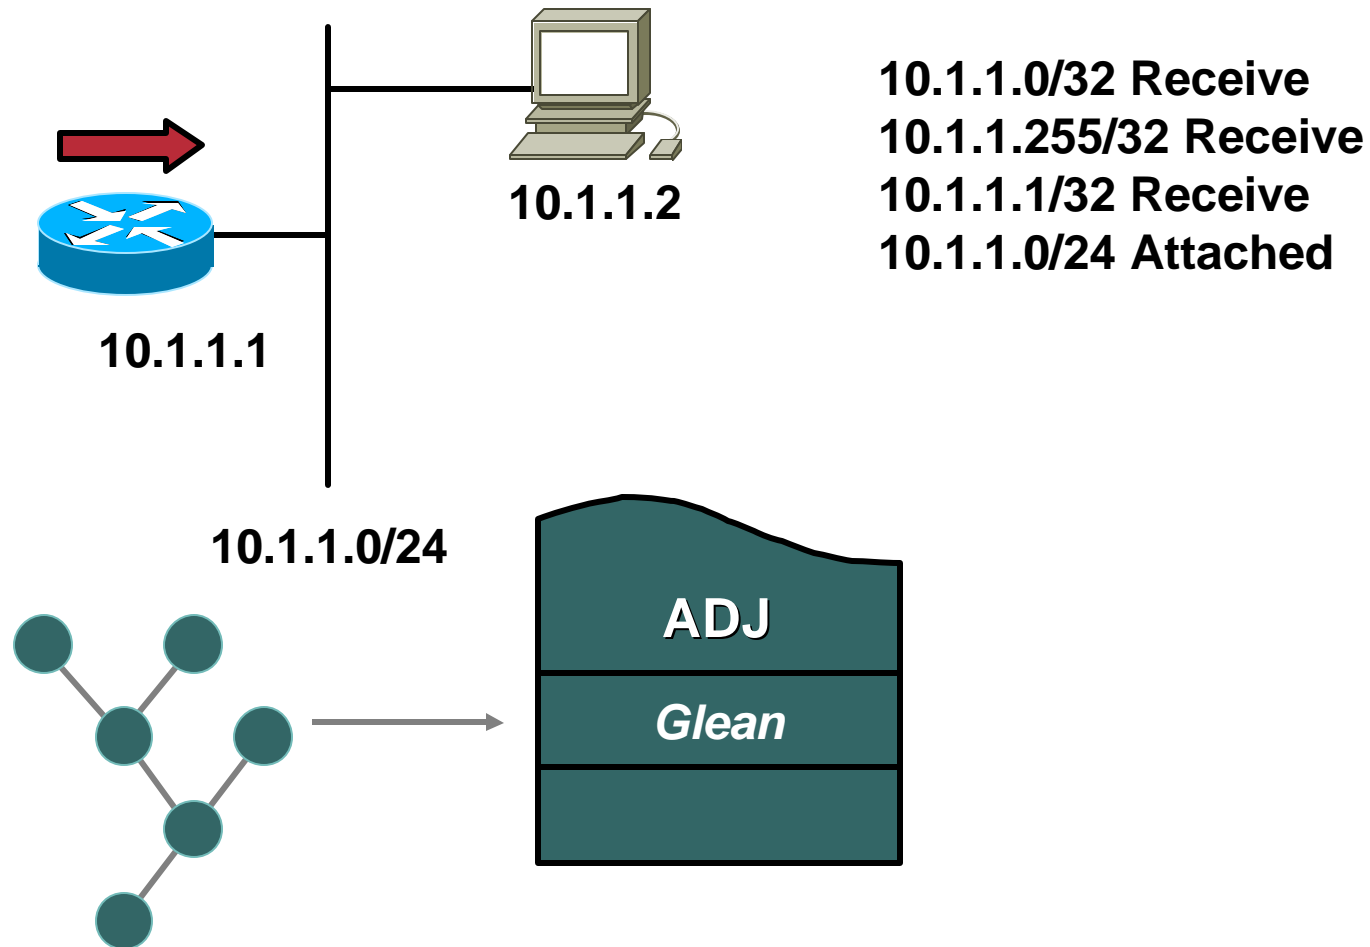 10.1.1.0/32 Receive
10.1.1.255/32 Receive
10.1.1.1/32 Receive
10.1.1.0/24 Attached
10.1.1.2
10.1.1.1
10.1.1.0/24
ADJ
Glean